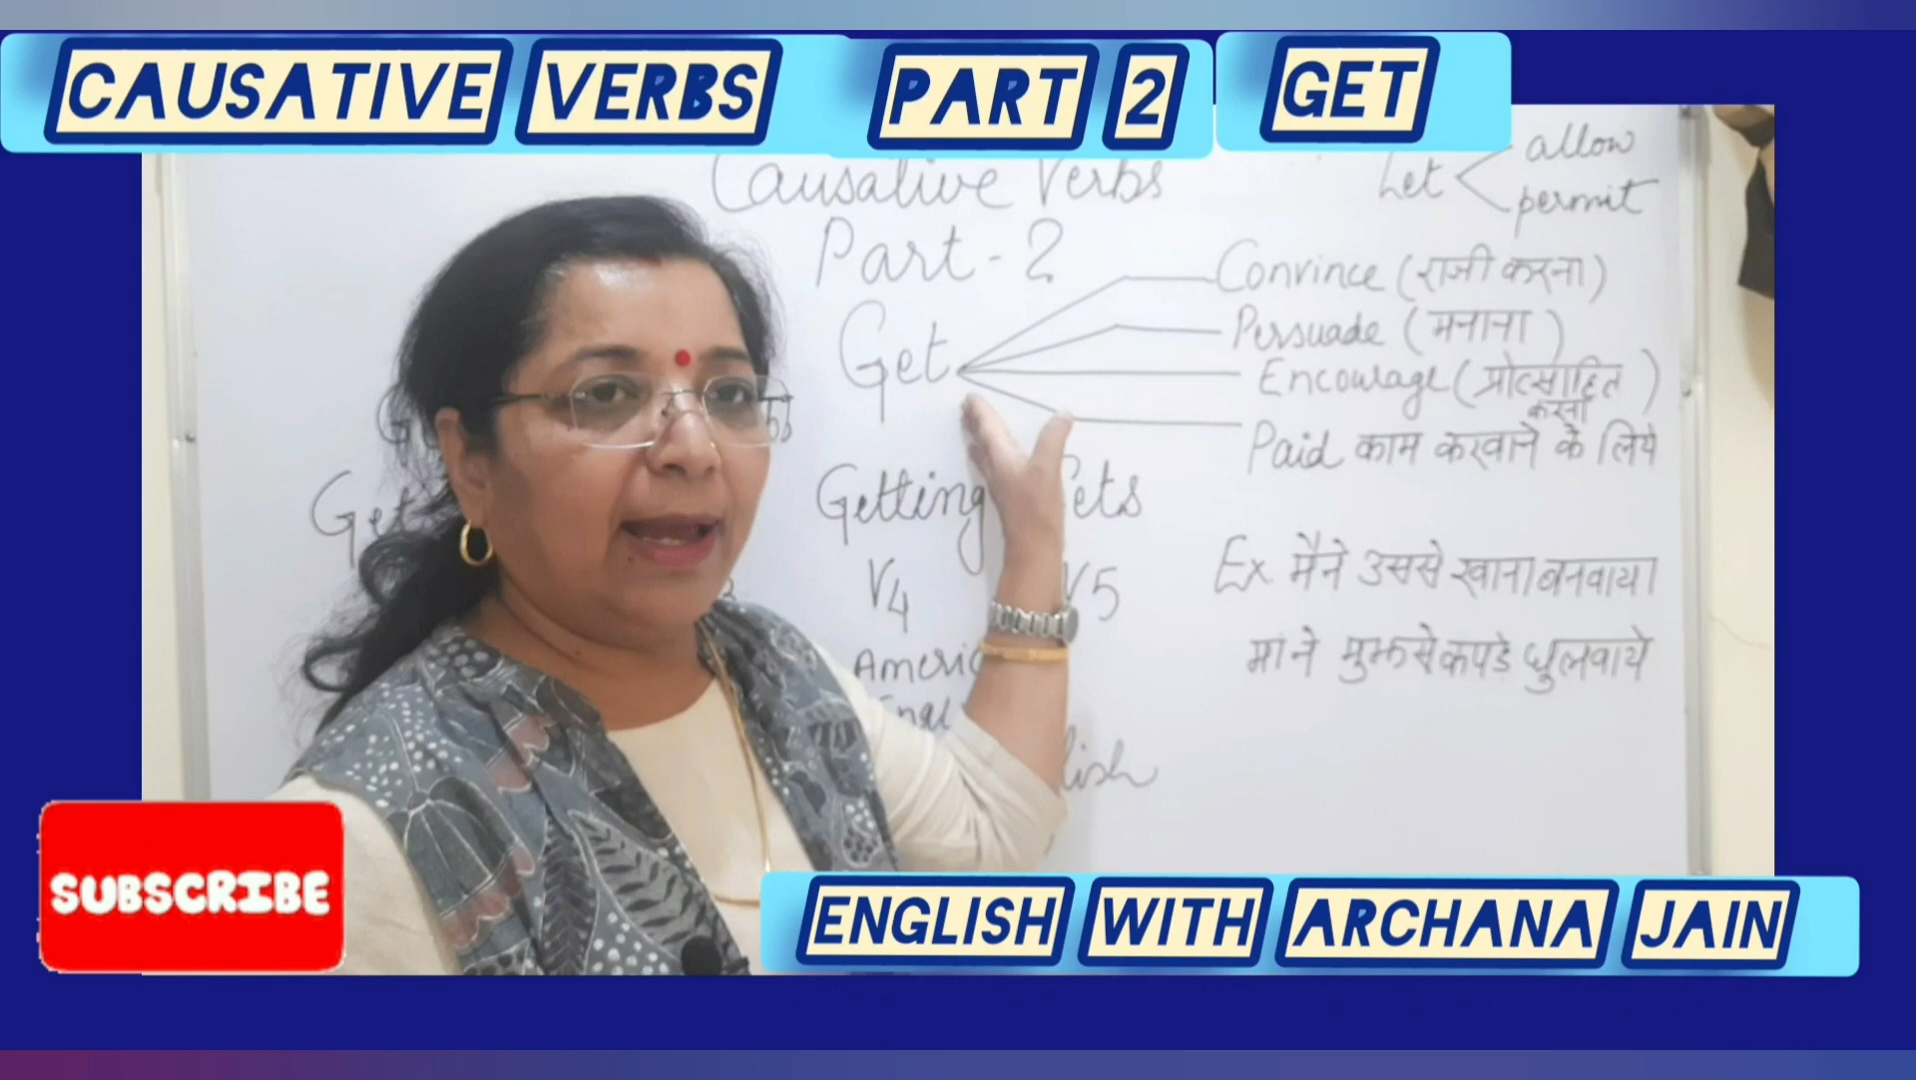 CAUSATIVE VERBS PART 2 GET
Causative Verbs
Let allow
permit
Part - 2
Get
Convince (राजी करना)
Persuade (मनाना)
Encourage (प्रोत्साहित करना)
Paid काम करवाने के लिये
Get
Getting
V4 V5
Ex मैने उससे खाना बनवाया
माँ ने मुझसे कपडे धुलवाये
SUBSCRIBE
ENGLISH WITH ARCHANA JAIN